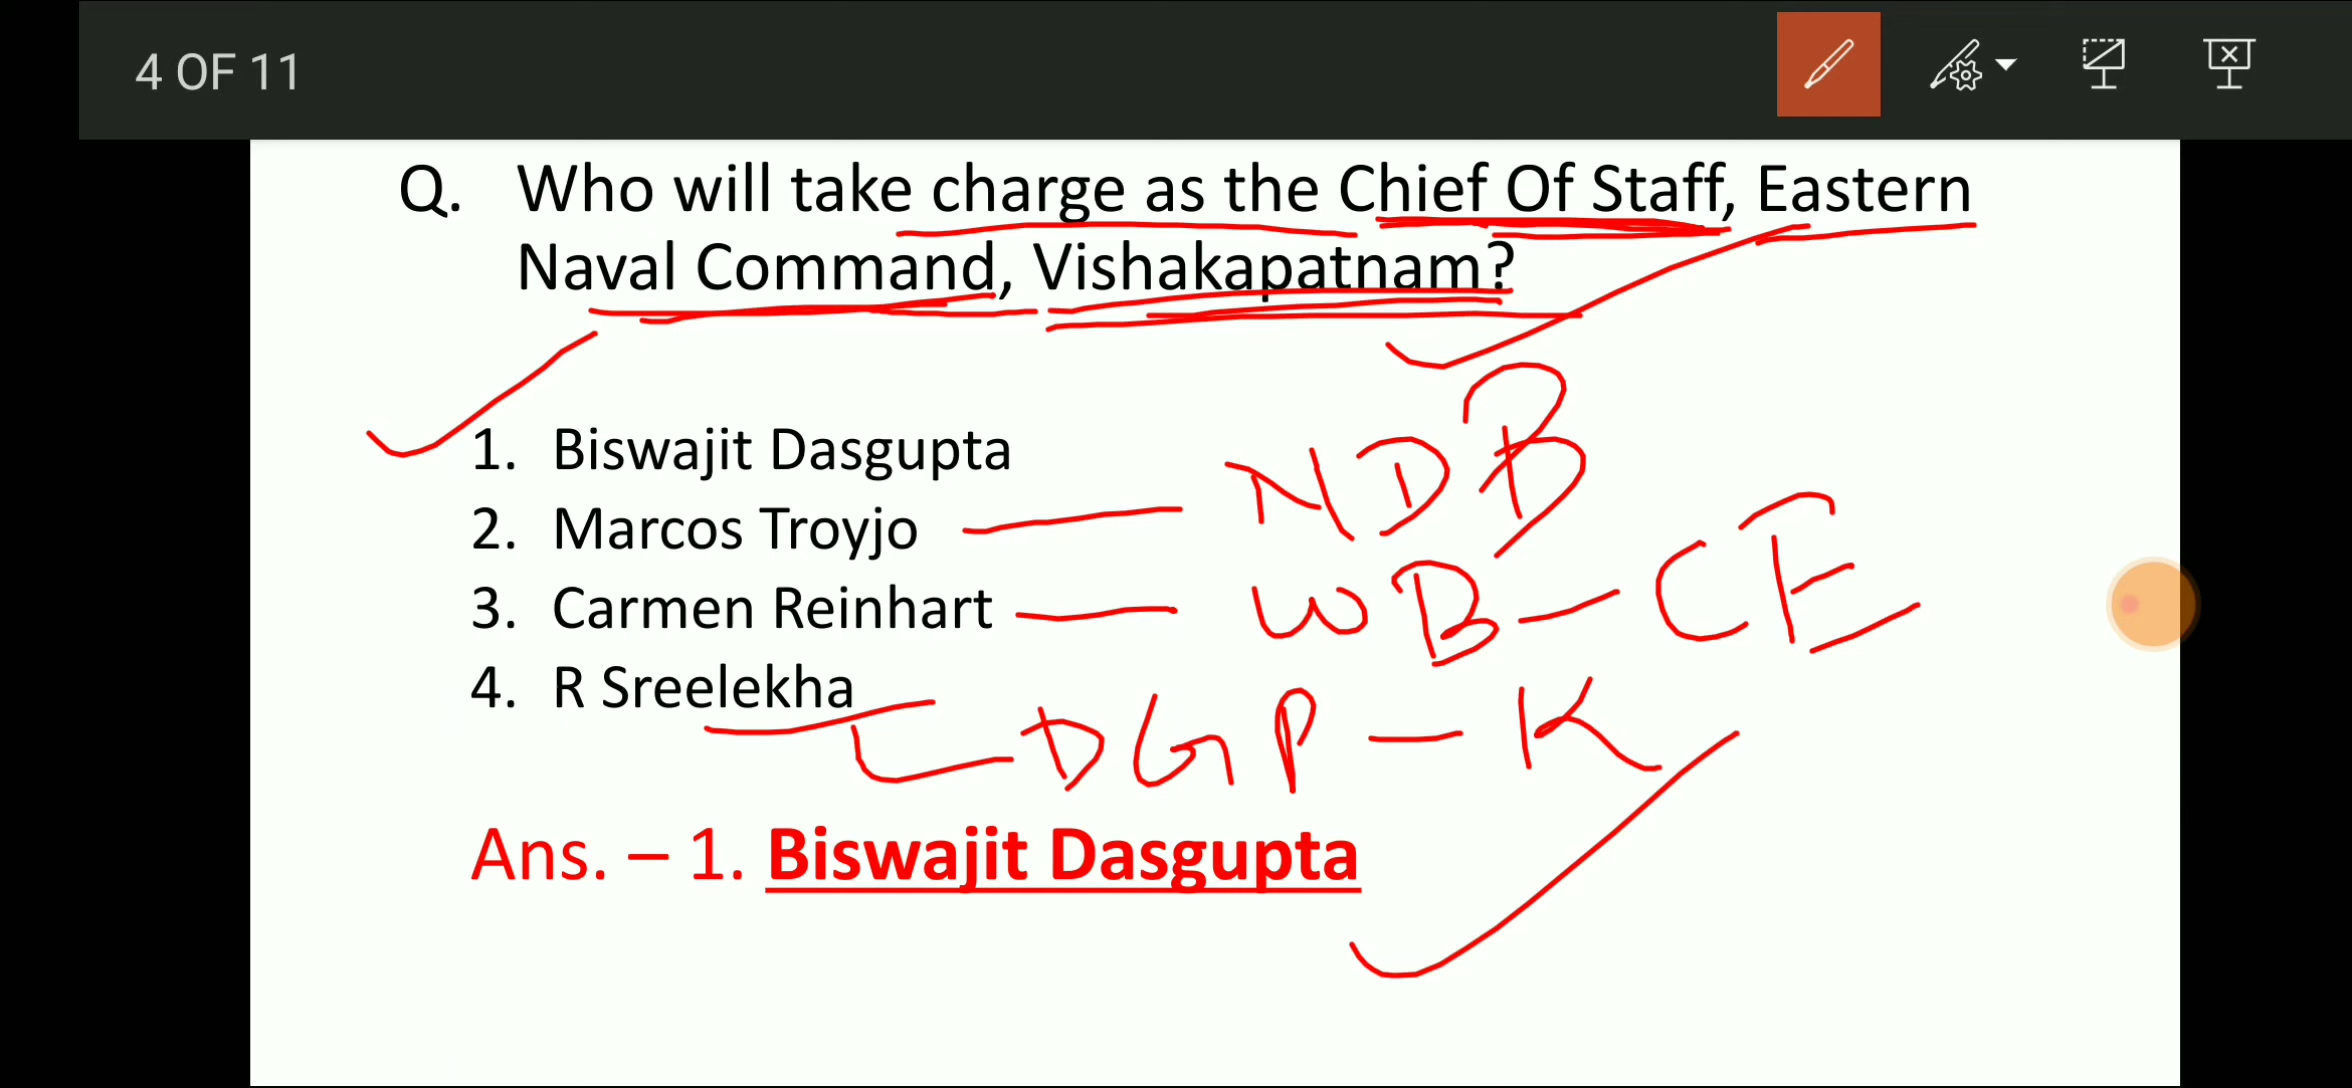 4 OF 11
Q. Who will take charge as the Chief Of Staff, Eastern
Naval Command, Vishakapatnam?
1. Biswajit Dasgupta
2. Marcos Troyjo — NDB
3. Carmen Reinhart — WB - CE
4. R Sreelekha — DGP - K
Ans. – 1. Biswajit Dasgupta